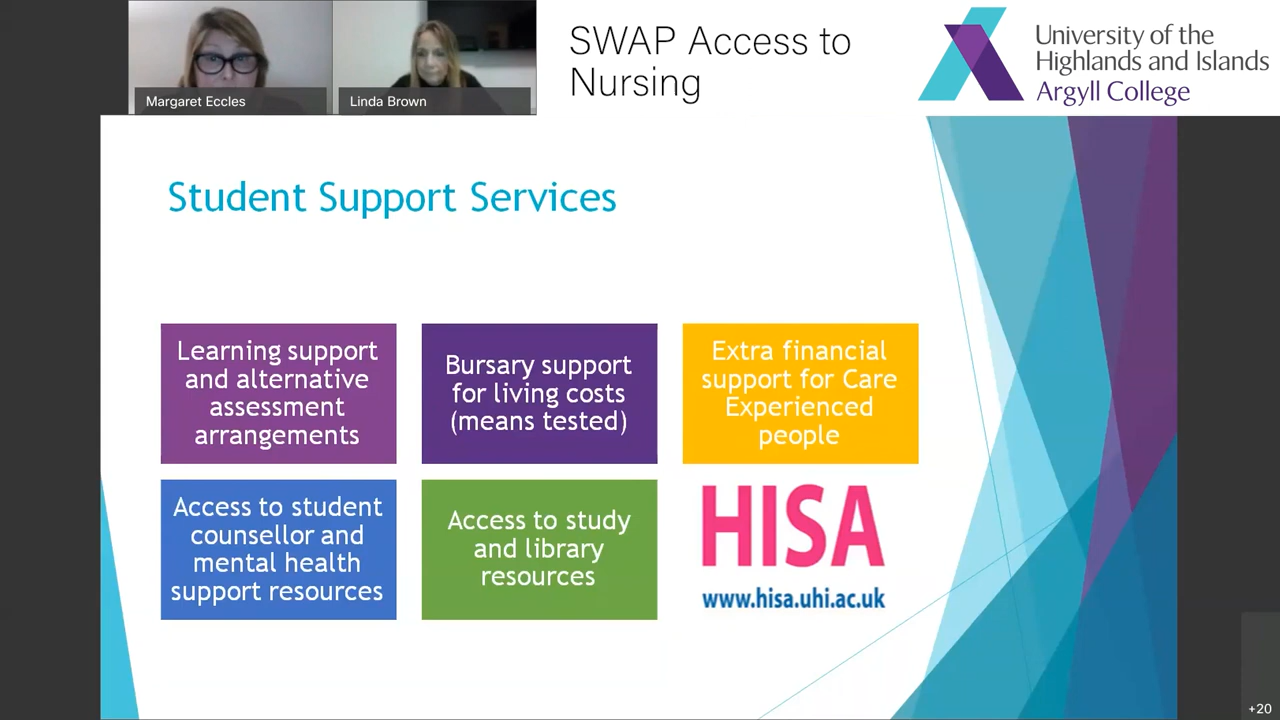 Margaret Eccles
Linda Brown
SWAP Access to
Nursing
University of the
Highlands and Islands
Argyll College
Student Support Services
Learning support
and alternative
assessment
arrangements
Bursary support
for living costs
(means tested)
Extra financial
support for Care
Experienced
people
Access to student
counsellor and
mental health
support resources
Access to study
and library
resources
HISA
www.hisa.uhi.ac.uk
+20